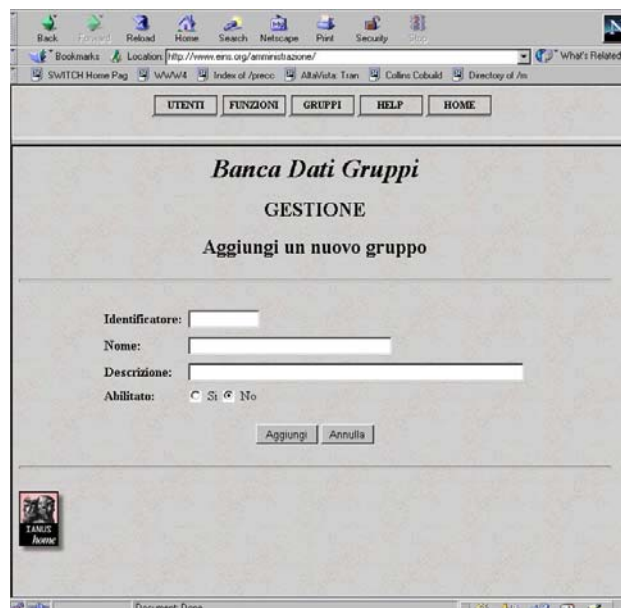 Back Forward Reload Home Search Netscape Print Security Stop
Bookmarks Location: http://www.eins.org/amministrazione/ What's Related
SWITCH Home Pag WWW4 Index of /preco AltaVista: Tran Collins Cobuild Directory of /m
UTENTI FUNZIONI GRUPPI HELP HOME
Banca Dati Gruppi
GESTIONE
Aggiungi un nuovo gruppo
Identificatore:
Nome:
Descrizione:
Abilitato: Si No
Aggiungi Annulla
IANUS
home
Document: Done